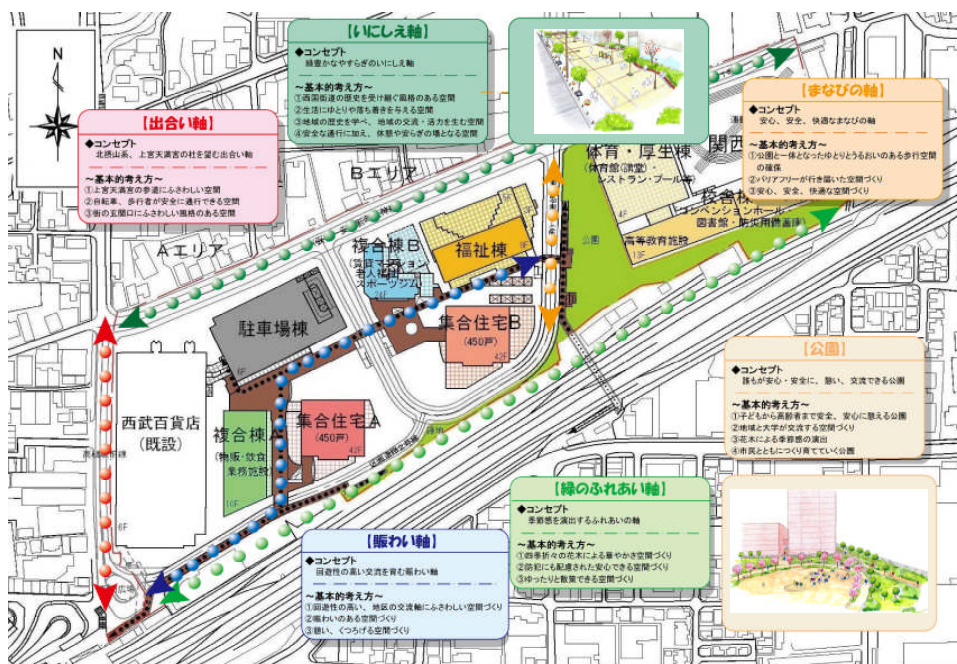 N
【いにしえ軸】
◆コンセプト
緑豊かなやすらぎのいにしえ軸
～基本的考え方～
①西国街道の歴史を受け継ぐ風格のある空間
②生活にゆとりや落ち着きを与える空間
③地域の歴史を学べ、地域の交流・活力を生む空間
④安全な通行に加え、休憩や安らぎの場となる空間
【出合い軸】
◆コンセプト
北摂山系、上宮天満宮の杜を望む出合い軸
～基本的考え方～
①上宮天満宮の参道にふさわしい空間
②自転車、歩行者が安全に通行できる空間
③街の玄関口にふさわしい風格のある空間
【まなびの軸】
◆コンセプト
安心、安全、快適なまなびの軸
～基本的考え方～
①公園と一体となったゆとりとうるおいのある歩行空間
の確保
②バリアフリーが行き届いた空間づくり
③安心、安全、快適な空間づくり
関西
体育・厚生棟
(体育館(講堂)・
レストラン・プール等)
4F
校舎棟
コンベンションホール
図書館・防災用備蓄庫)
高等教育施設
13F
公園
Bエリア
Aエリア
複合棟B
(賃貸マンション
老人福祉
スポーツジム)
24F
福祉棟
5F
9F
駐車場棟
6F
集合住宅B
(450戸)
42F
西武百貨店
(既設)
6F
複合棟A
(物販・飲食
業務施設)
10F
集合住宅A
(450戸)
42F
緑地
【公園】
◆コンセプト
誰もが安心・安全に、憩い、交流できる公園
～基本的考え方～
①子どもから高齢者まで安全、安心に憩える公園
②地域と大学が交流する空間づくり
③花木による季節感の演出
④市民とともにつくり育てていく公園
【緑のふれあい軸】
◆コンセプト
季節感を演出するふれあいの軸
～基本的考え方～
①四季折々の花木による華やかさ空間づくり
②防犯にも配慮された安心できる空間づくり
③ゆったりと散策できる空間づくり
【賑わい軸】
◆コンセプト
回遊性の高い交流を育む賑わい軸
～基本的考え方～
①回遊性の高い、地区の交流軸にふさわしい空間づくり
②賑わいのある空間づくり
③憩い、くつろげる空間づくり